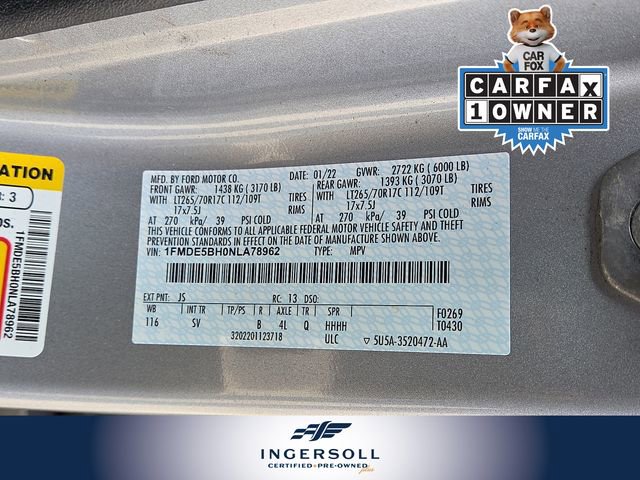 CAR
FOX
CARFAX
1 OWNER
SHOW ME THE
CARFAX
ATION
: 3
DS.
1FMDE5BH0NLA78962
MFG. BY FORD MOTOR CO. DATE: 01/22 GVWR: 2722 KG (6000 LB)
FRONT GAWR: 1438 KG (3170 LB) REAR GAWR: 1393 KG (3070 LB)
WITH LT265/70R17C 112/109T TIRES WITH LT265/70R17C 112/109T TIRES
17x7.5J RIMS 17x7.5J RIMS
AT 270 kPa/ 39 PSI COLD AT 270 kPa/ 39 PSI COLD
THIS VEHICLE CONFORMS TO ALL APPLICABLE FEDERAL MOTOR VEHICLE SAFETY AND THEFT
PREVENTION STANDARDS IN EFFECT ON THE DATE OF MANUFACTURE SHOWN ABOVE.
VIN: 1FMDE5BH0NLA78962 TYPE: MPV
EXT PNT: JS RC: 13 DSO:
WB INT TR TP/PS R AXLE TR SPR F0269
116 SV B 4L Q HHHH T0430
3202201123718 ULC ▿ 5U5A-3520472-AA
INGERSOLL
CERTIFIED•PRE-OWNED plus